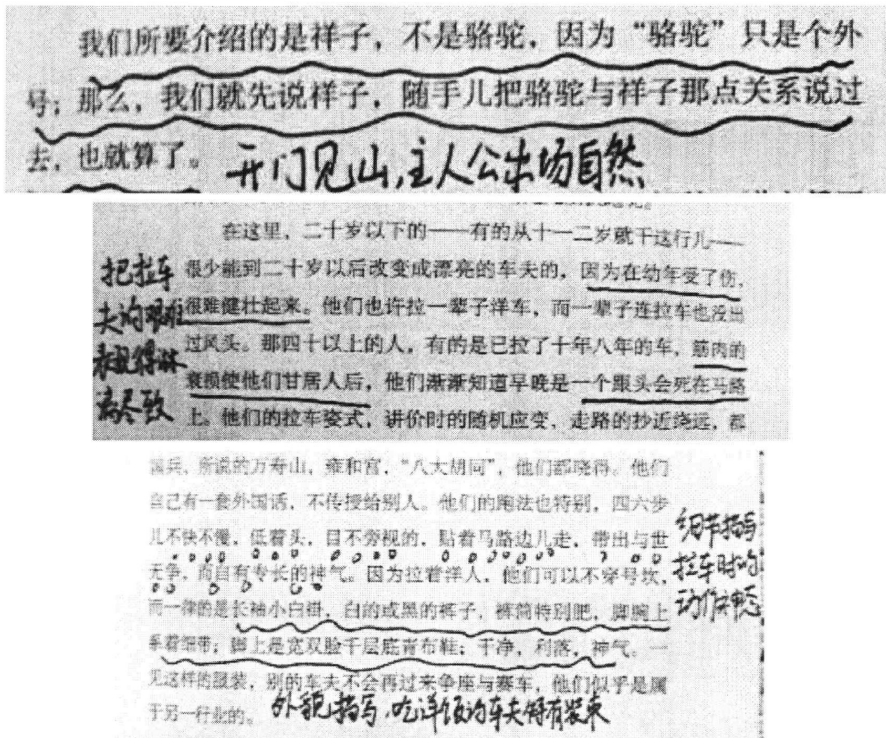 我们所要介绍的是祥子，不是骆驼，因为“骆驼”只是个外
号；那么，我们就先说祥子，随手儿把骆驼与祥子那点关系说过
去，也就算了。
开门见山，主人公出场自然
在这里，二十岁以下的——有的从十一二岁就干这行儿——
很少能到二十岁以后改变成漂亮的车夫的，因为在幼年受了伤，
很难健壮起来。他们也许拉一辈子洋车，而一辈子连拉车也没出
过风头。那四十以上的人，有的是已拉了十年八年的车，筋肉的
衰损使他们甘居人后，他们渐渐知道早晚是一个跟头会死在马路
上。他们的拉车姿式，讲价时的随机应变，走路的抄近绕远，都
把拉车
夫的艰难
表现得淋
漓尽致
国兵，所说的万寿山，雍和宫，“八大胡同”，他们都晓得。他们
自己有一套外国话，不传授给别人。他们的跑法也特别，四六步
儿不快不慢，低着头，目不旁视的，贴着马路边儿走，带出与世
无争，而自有专长的神气。因为拉着洋人，他们可以不穿号坎，
而一律的是长袖小白褂，白的或黑的裤子，裤筒特别肥，脚腕上
系着细带；脚上是宽双脸千层底青布鞋；干净，利落，神气。一
见这样的服装，别的车夫不会再过来争座与赛车，他们似乎是属
于另一行业的。
细节描写
拉车时的
动作神态
外貌描写，吃洋饭的车夫特有装束